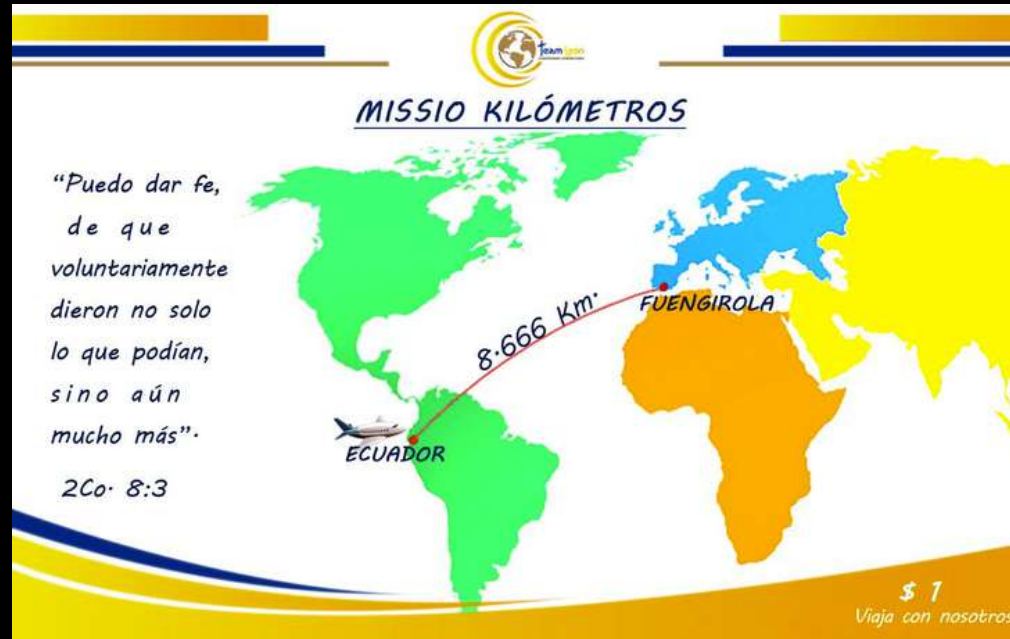 team Lyon
MISSIO KILÓMETROS
“Puedo dar fe,
de que
voluntariamente
dieron no solo
lo que podían,
sino aún
mucho más”.
2Co. 8:3
8.666 Km.
FUENGIROLA
ECUADOR
$ 1
Viaja con nosotros